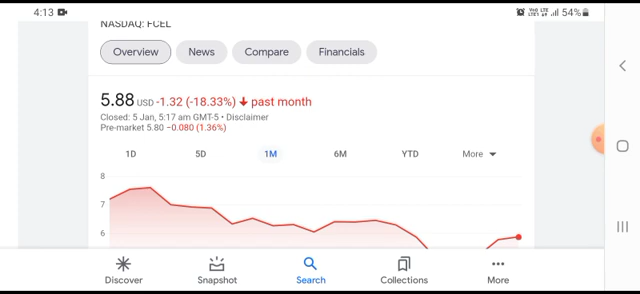 4:13 54%
NASDAQ: FCEL
Overview News Compare Financials
5.88 USD -1.32 (-18.33%) ↓ past month
Closed: 5 Jan, 5:17 am GMT-5 • Disclaimer
Pre-market 5.80 −0.080 (1.36%)
1D 5D 1M 6M YTD More
8
7
6
Discover Snapshot Search Collections More